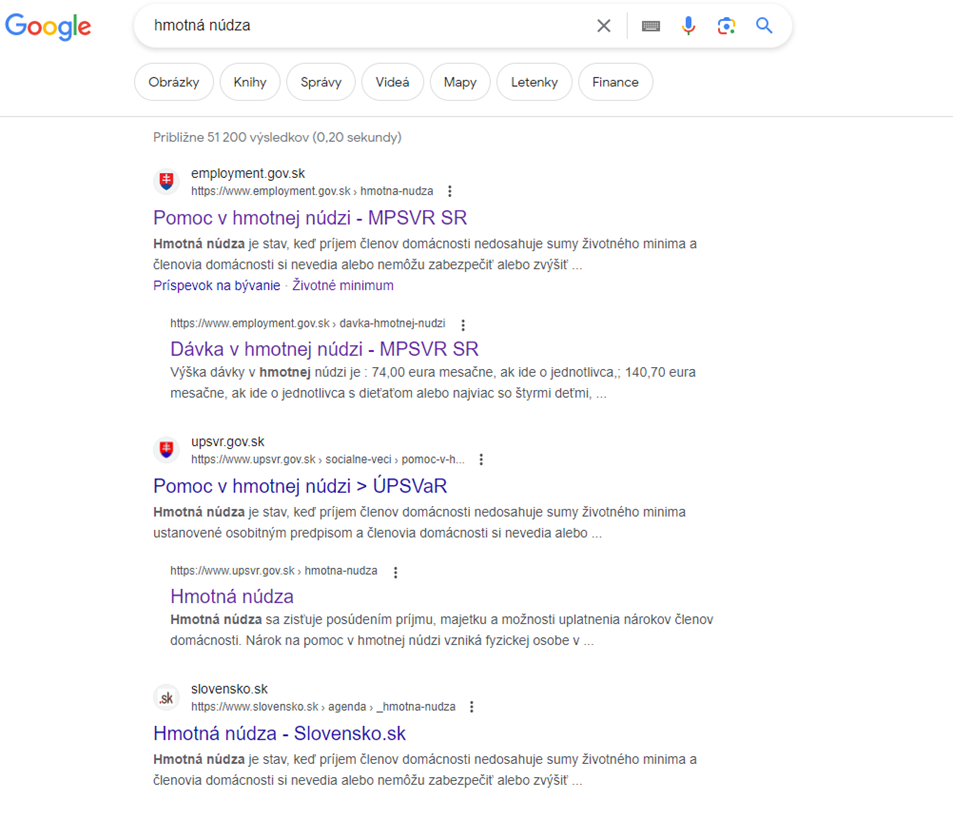 Google
hmotná núdza
Obrázky
Knihy
Správy
Videá
Mapy
Letenky
Finance
Približne 51 200 výsledkov (0,20 sekundy)
employment.gov.sk
https://www.employment.gov.sk › hmotna-nudza
Pomoc v hmotnej núdzi - MPSVR SR
Hmotná núdza je stav, keď príjem členov domácnosti nedosahuje sumy životného minima a
členovia domácnosti si nevedia alebo nemôžu zabezpečiť alebo zvýšiť ...
Príspevok na bývanie · Životné minimum
https://www.employment.gov.sk › davka-hmotnej-nudzi
Dávka v hmotnej núdzi - MPSVR SR
Výška dávky v hmotnej núdzi je : 74,00 eura mesačne, ak ide o jednotlivca,; 140,70 eura
mesačne, ak ide o jednotlivca s dieťaťom alebo najviac so štyrmi deťmi, ...
upsvr.gov.sk
https://www.upsvr.gov.sk › socialne-veci › pomoc-v-h...
Pomoc v hmotnej núdzi > ÚPSVaR
Hmotná núdza je stav, keď príjem členov domácnosti nedosahuje sumy životného minima
ustanovené osobitným predpisom a členovia domácnosti si nevedia alebo ...
https://www.upsvr.gov.sk › hmotna-nudza
Hmotná núdza
Hmotná núdza sa zisťuje posúdením príjmu, majetku a možnosti uplatnenia nárokov členov
domácnosti. Nárok na pomoc v hmotnej núdzi vzniká fyzickej osobe v ...
.sk
slovensko.sk
https://www.slovensko.sk › agenda › _hmotna-nudza
Hmotná núdza - Slovensko.sk
Hmotná núdza je stav, keď príjem členov domácnosti nedosahuje sumy životného minima a
členovia domácnosti si nevedia alebo nemôžu zabezpečiť alebo zvýšiť ...